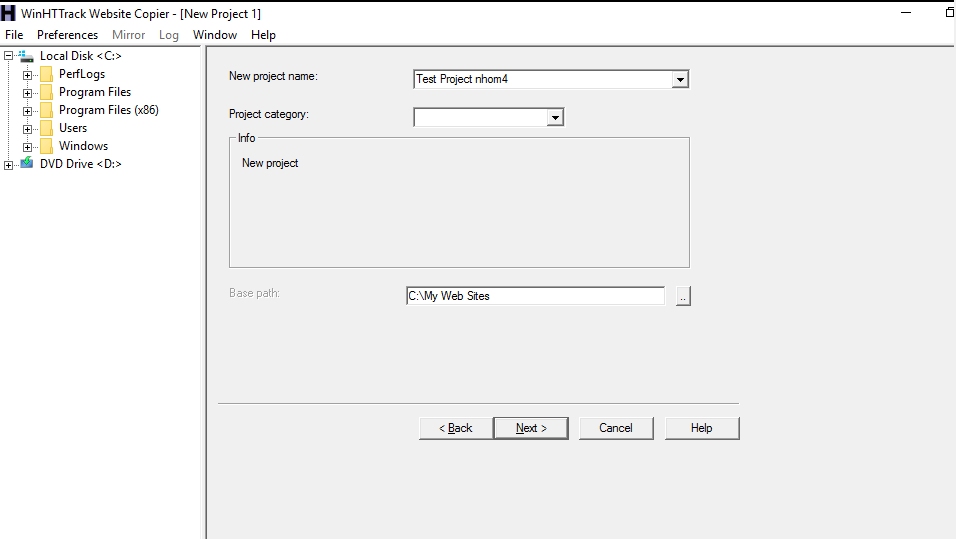 WinHTTrack Website Copier - [New Project 1]
File Preferences Mirror Log Window Help
Local Disk <C:>
PerfLogs
Program Files
Program Files (x86)
Users
Windows
DVD Drive <D:>
New project name:
Test Project nhom4
Project category:
Info
New project
Base path:
C:\My Web Sites
..
< Back
Next >
Cancel
Help